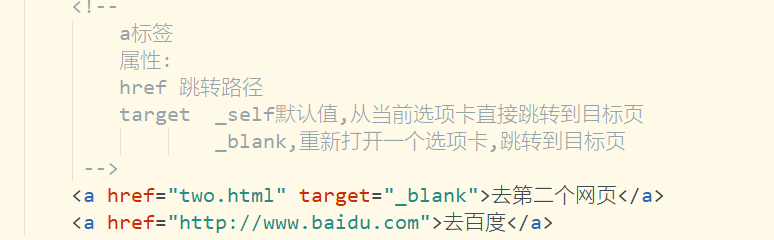 <!--
a标签
属性:
href 跳转路径
target  _self默认值,从当前选项卡直接跳转到目标页
_blank,重新打开一个选项卡,跳转到目标页
-->
<a href="two.html" target="_blank">去第二个网页</a>
<a href="http://www.baidu.com">去百度</a>